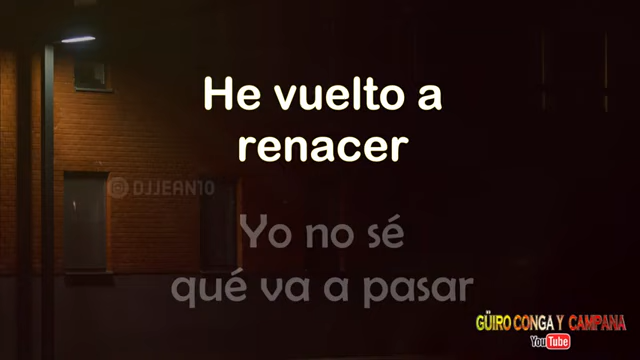 He vuelto a
renacer
@DJJEAN10
Yo no sé
qué va a pasar
GÜIRO CONGA Y CAMPANA
YouTube